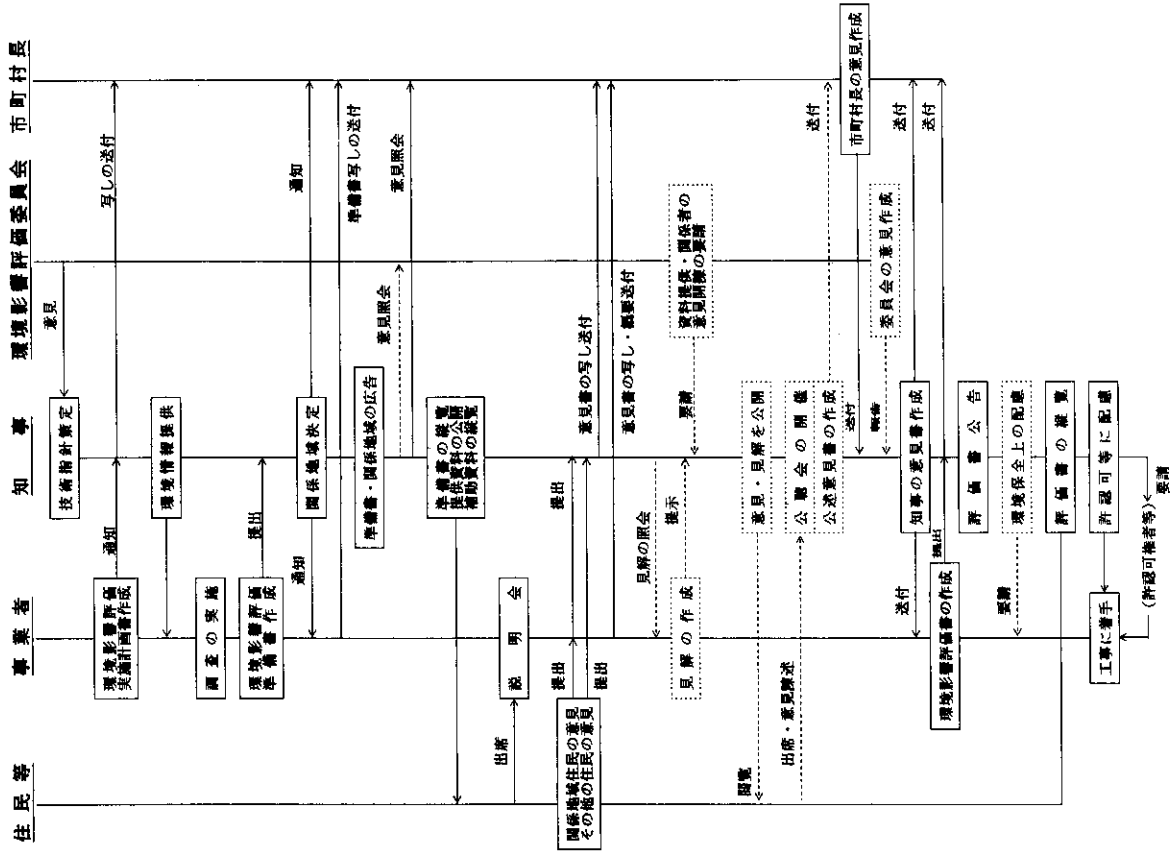 市町村長
環境影響評価委員会
知事
事業者
住民等
意見
技術指針策定
写しの送付
通知
環境影響評価
実施計画書作成
環境情報提供
調査の実施
提出
環境影響評価
準備書作成
関係地域決定
通知
通知
準備書写しの送付
準備書・関係地域の広告
意見照会
意見照会
準備書の縦覧
提供資料の公開
補助資料の縦覧
説明会
出席
関係地域住民の意見
その他の住民の意見
提出
提出
提出
意見書の写し送付
意見書の写し・概要送付
見解の照会
見解の作成
提示
資料提供・関係者の
意見開陳の要請
要請
意見・見解を公開
閲覧
公聴会の開催
公述意見書の作成
出席・意見陳述
送付
市町村長の意見作成
送付
委員会の意見作成
報告
知事の意見書作成
送付
送付
送付
環境影響評価書の作成
提出
評価書公告
環境保全上の配慮
要請
評価書の縦覧
許認可等に配慮
工事に着手
(許認可権者等)
要請